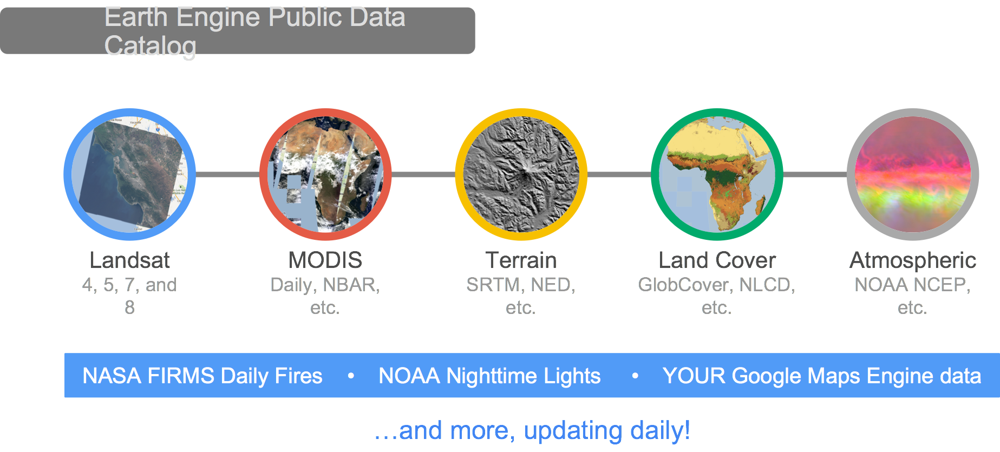 Earth Engine Public Data
Catalog
Landsat
4, 5, 7, and
8
MODIS
Daily, NBAR,
etc.
Terrain
SRTM, NED,
etc.
Land Cover
GlobCover, NLCD,
etc.
Atmospheric
NOAA NCEP,
etc.
NASA FIRMS Daily Fires • NOAA Nighttime Lights • YOUR Google Maps Engine data
…and more, updating daily!